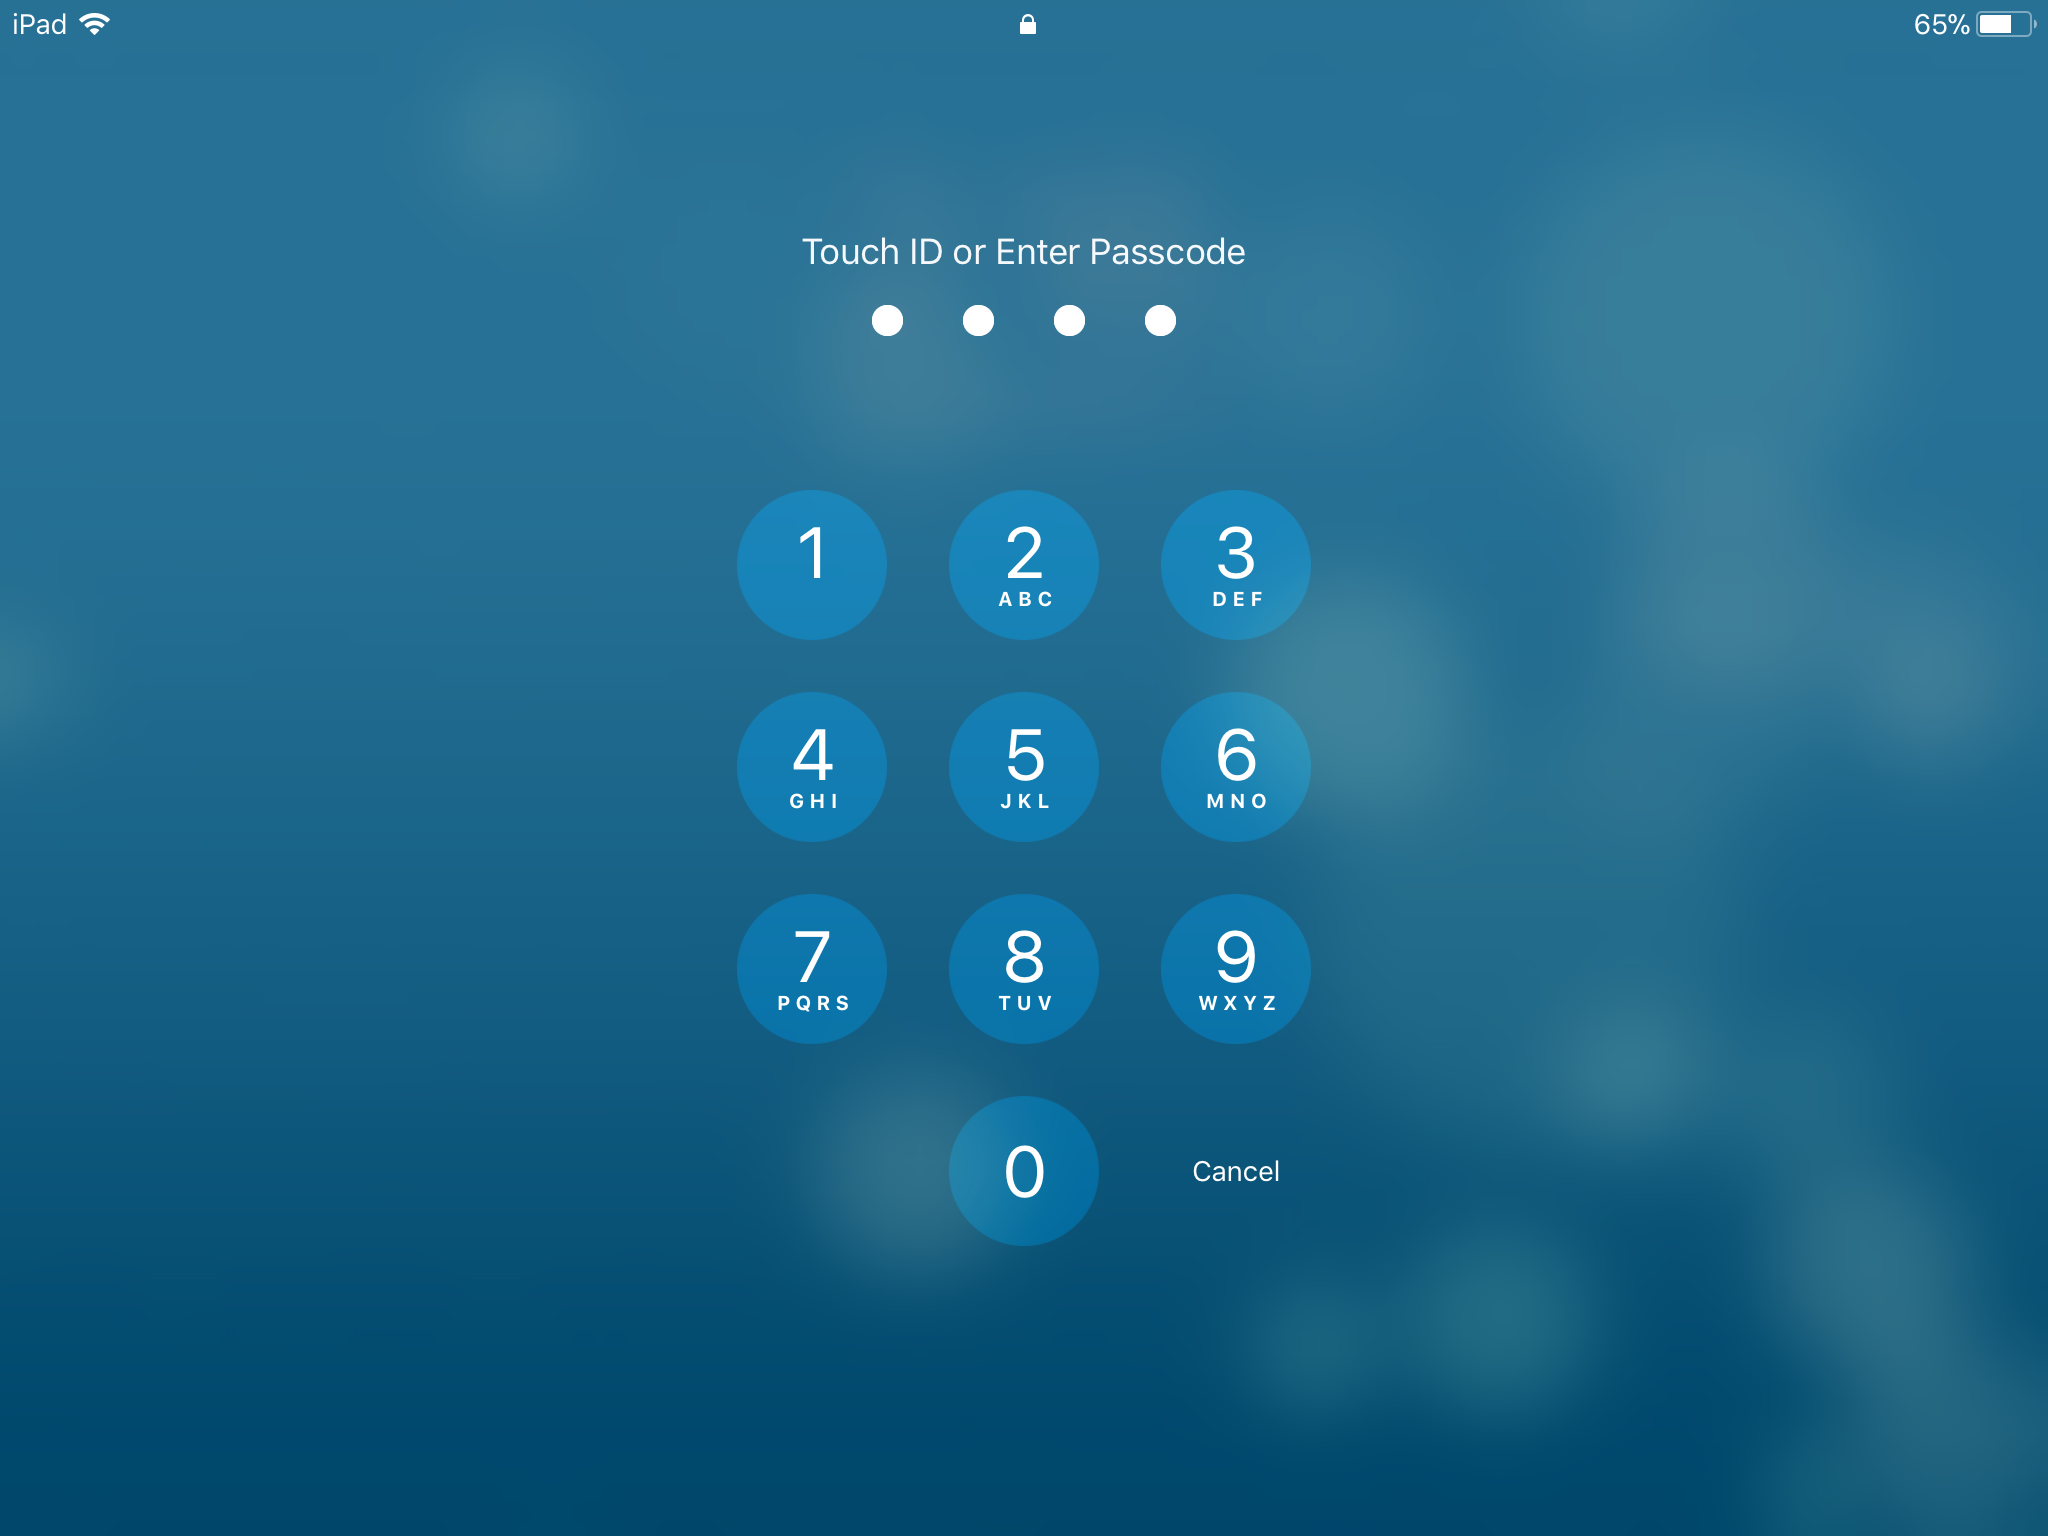 iPad 65%
Touch ID or Enter Passcode
1 2 3
ABC DEF
4 5 6
GHI JKL MNO
7 8 9
PQRS TUV WXYZ
0 Cancel